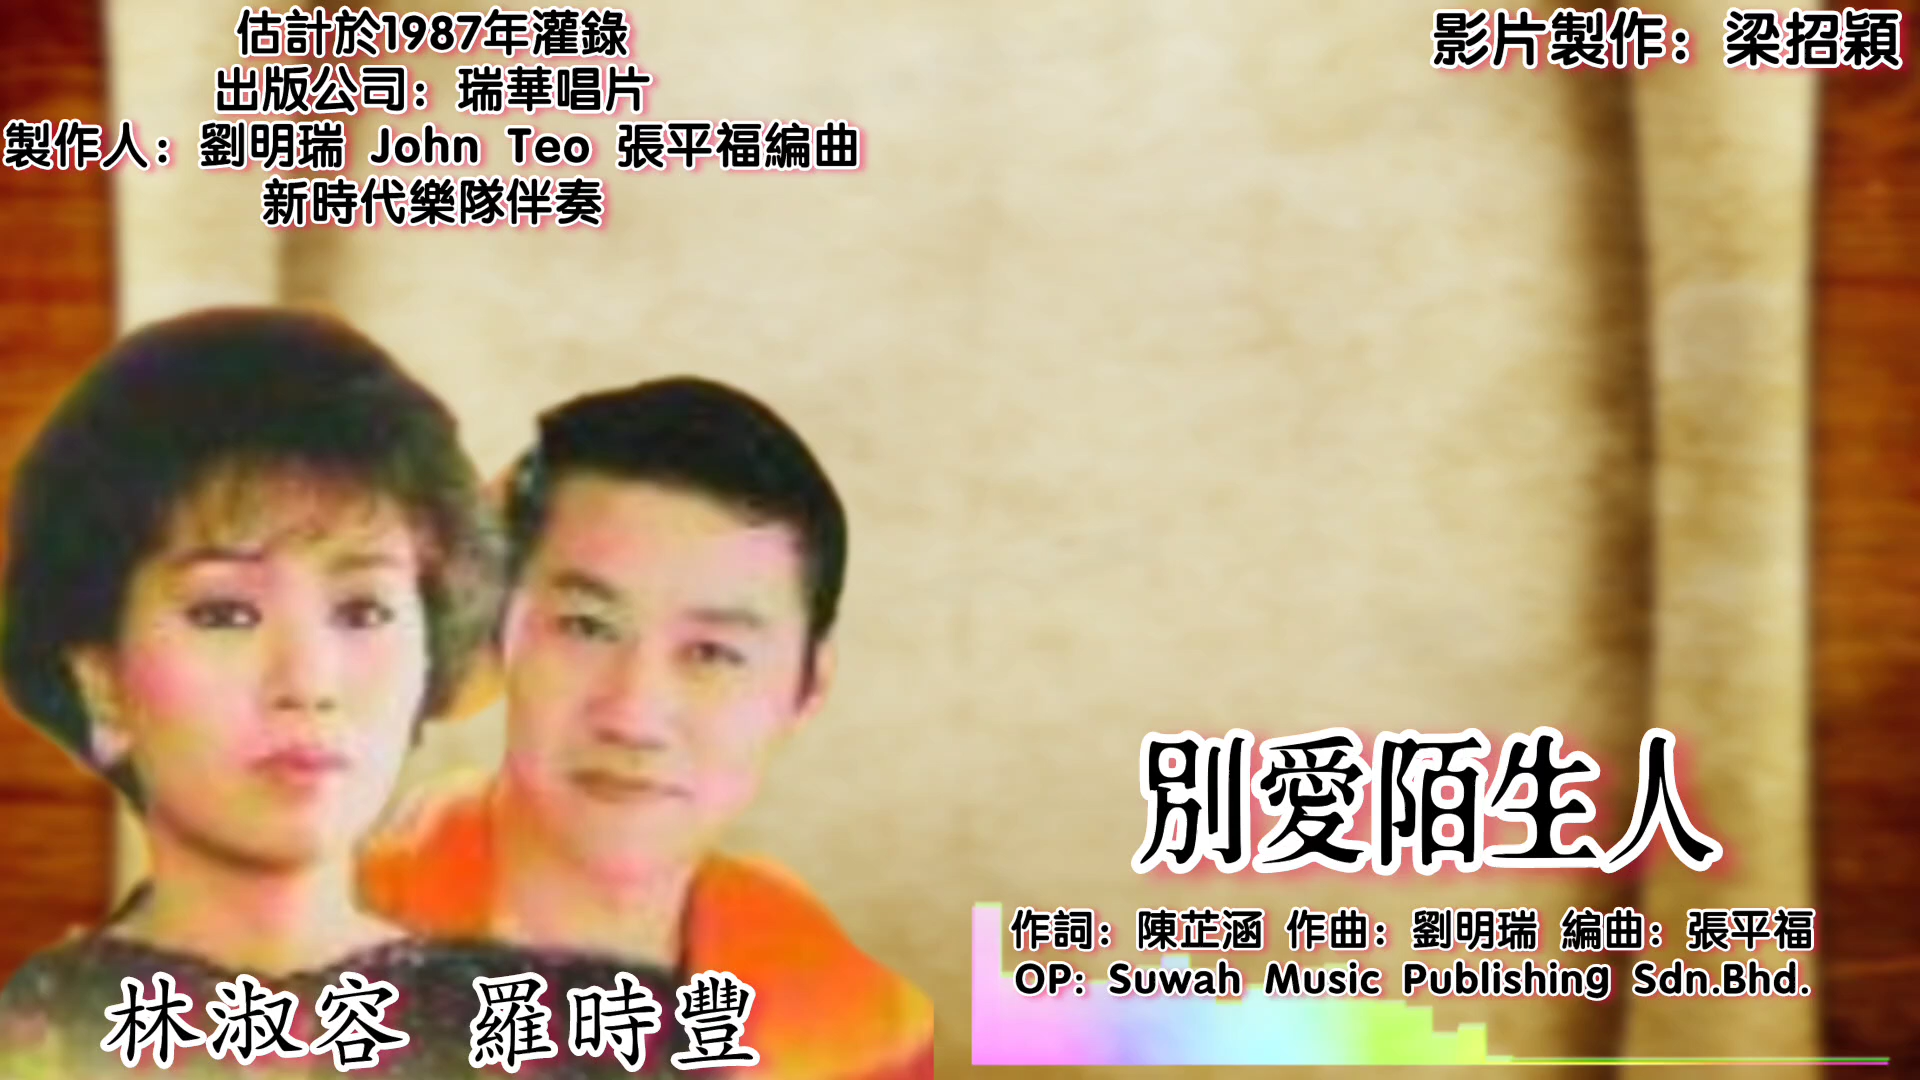 估計於1987年灌錄
出版公司：瑞華唱片
製作人：劉明瑞 John Teo 張平福編曲
新時代樂隊伴奏
影片製作：梁招穎
別愛陌生人
作詞：陳芷涵 作曲：劉明瑞 編曲：張平福
OP: Suwah Music Publishing Sdn.Bhd.
林淑容 羅時豐